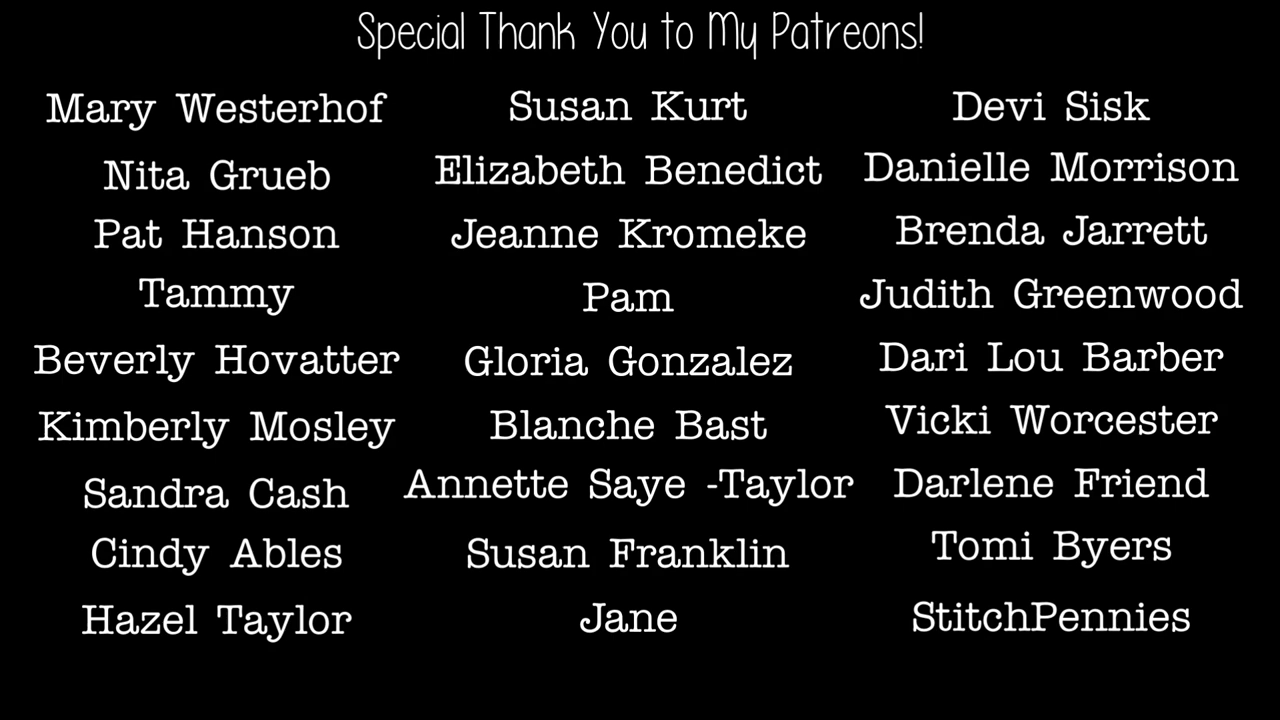 Special Thank You to My Patreons!
Mary Westerhof
Nita Grueb
Pat Hanson
Tammy
Beverly Hovatter
Kimberly Mosley
Sandra Cash
Cindy Ables
Hazel Taylor
Susan Kurt
Elizabeth Benedict
Jeanne Kromeke
Pam
Gloria Gonzalez
Blanche Bast
Annette Saye -Taylor
Susan Franklin
Jane
Devi Sisk
Danielle Morrison
Brenda Jarrett
Judith Greenwood
Dari Lou Barber
Vicki Worcester
Darlene Friend
Tomi Byers
StitchPennies